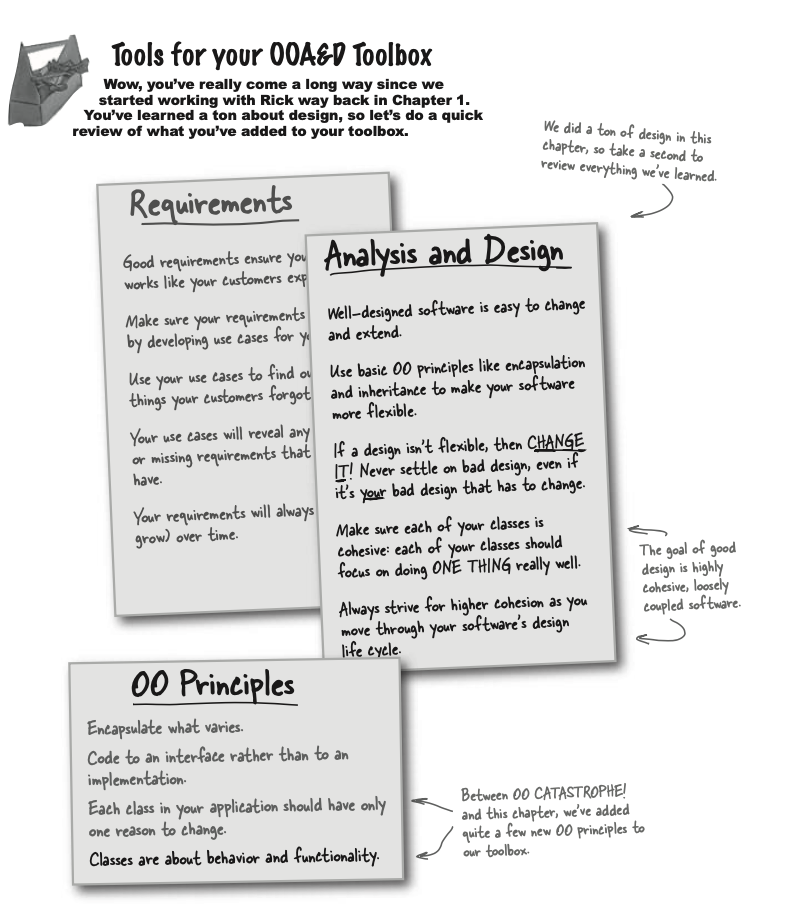 Tools for your OOA&D Toolbox
Wow, you've really come a long way since we
started working with Rick way back in Chapter 1.
You've learned a ton about design, so let's do a quick
review of what you've added to your toolbox.
We did a ton of design in this
chapter, so take a second to
review everything we've learned.
Requirements
Good requirements ensure you
works like your customers exp
Make sure your requirements
by developing use cases for y
Use your use cases to find ou
things your customers forgot
Your use cases will reveal any
or missing requirements that
have.
Your requirements will always
grow) over time.
Analysis and Design
Well-designed software is easy to change
and extend.
Use basic OO principles like encapsulation
and inheritance to make your software
more flexible.
If a design isn't flexible, then CHANGE
IT! Never settle on bad design, even if
it's your bad design that has to change.
Make sure each of your classes is
cohesive: each of your classes should
focus on doing ONE THING really well.
Always strive for higher cohesion as you
move through your software's design
life cycle.
The goal of good
design is highly
cohesive, loosely
coupled software.
OO Principles
Encapsulate what varies.
Code to an interface rather than to an
implementation.
Each class in your application should have only
one reason to change.
Classes are about behavior and functionality.
Between OO CATASTROPHE!
and this chapter, we've added
quite a few new OO principles to
our toolbox.